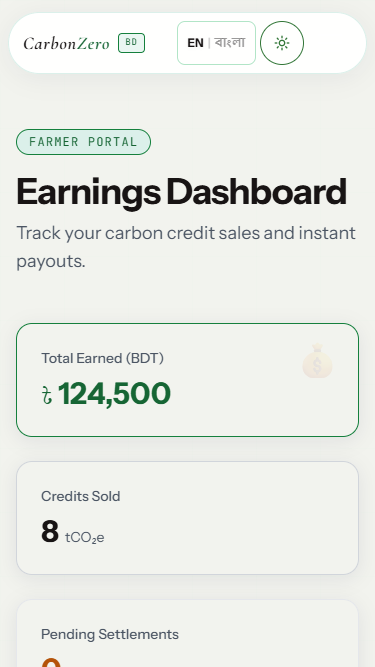 CarbonZero BD EN | বাংলা
FARMER PORTAL
Earnings Dashboard
Track your carbon credit sales and instant
payouts.
Total Earned (BDT)
৳ 124,500
Credits Sold
8 tCO₂e
Pending Settlements